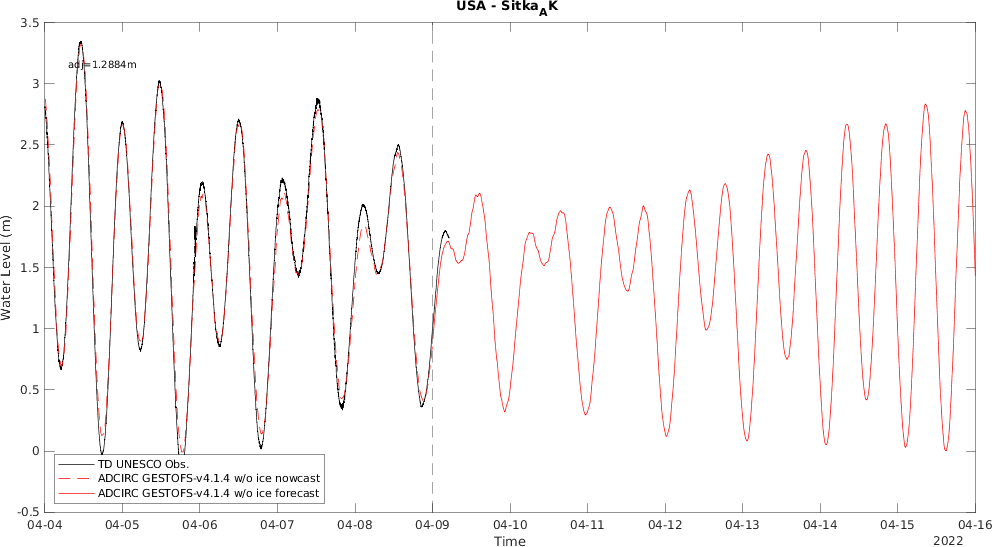 USA - Sitka_AK
3.5
adj=1.2884m
3
2.5
2
1.5
1
0.5
0
-0.5
Water Level (m)
TD UNESCO Obs.
ADCIRC GESTOFS-v4.1.4 w/o ice nowcast
ADCIRC GESTOFS-v4.1.4 w/o ice forecast
04-04 04-05 04-06 04-07 04-08 04-09 04-10 04-11 04-12 04-13 04-14 04-15 04-16
Time
2022